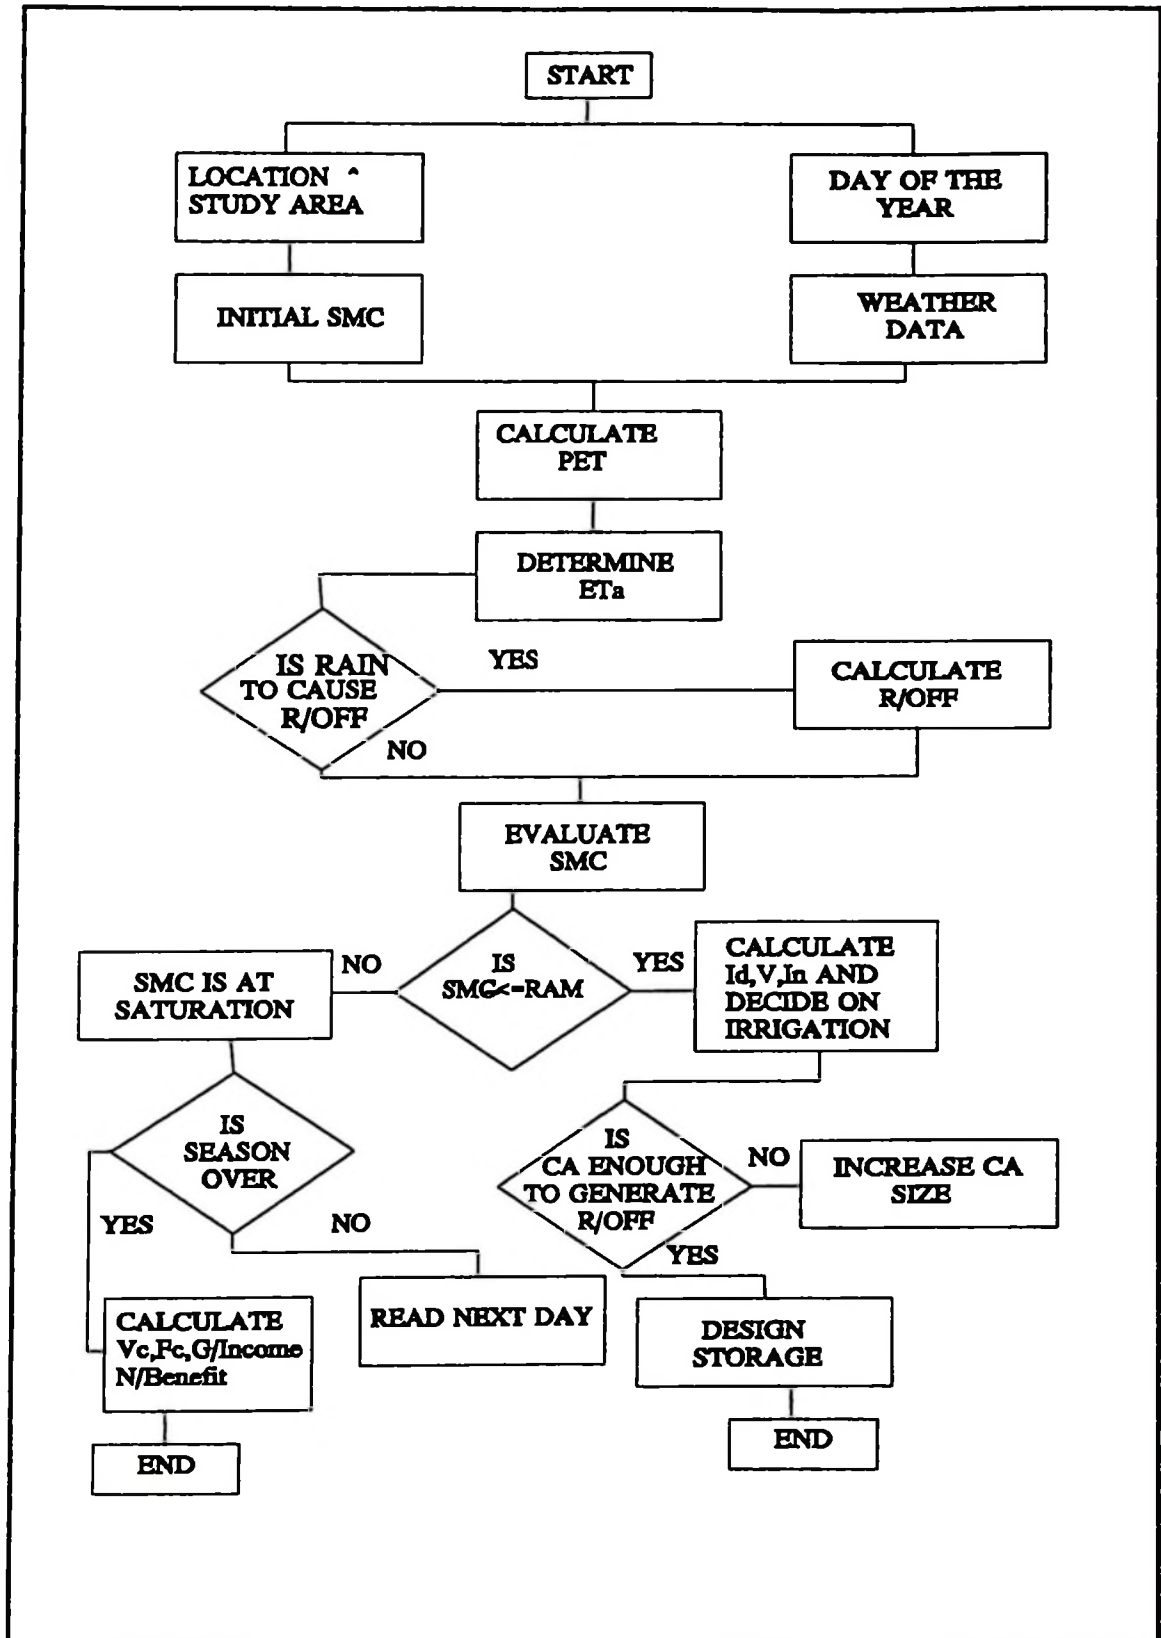 START
LOCATION ^
STUDY AREA
DAY OF THE
YEAR
INITIAL SMC
WEATHER
DATA
CALCULATE
PET
DETERMINE
ETa
IS RAIN
TO CAUSE
R/OFF
YES
CALCULATE
R/OFF
NO
EVALUATE
SMC
SMC IS AT
SATURATION
NO
IS
SMC<=RAM
YES
CALCULATE
Id,V,In AND
DECIDE ON
IRRIGATION
IS
SEASON
OVER
IS
CA ENOUGH
TO GENERATE
R/OFF
NO
INCREASE CA
SIZE
YES
NO
YES
CALCULATE
Vc,Fc,G/Income
N/Benefit
READ NEXT DAY
DESIGN
STORAGE
END
END